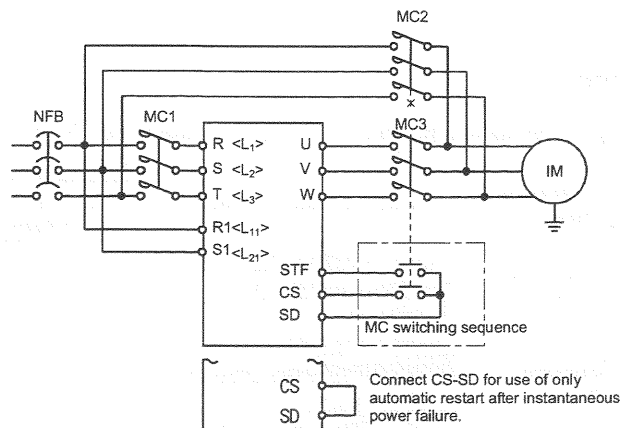 MC2
NFB
MC1
MC3
R <L₁>
S <L₂>
T <L₃>
R1<L₁₁>
S1<L₂₁>
U
V
W
IM
STF
CS
SD
MC switching sequence
CS
SD
Connect CS-SD for use of only
automatic restart after instantaneous
power failure.